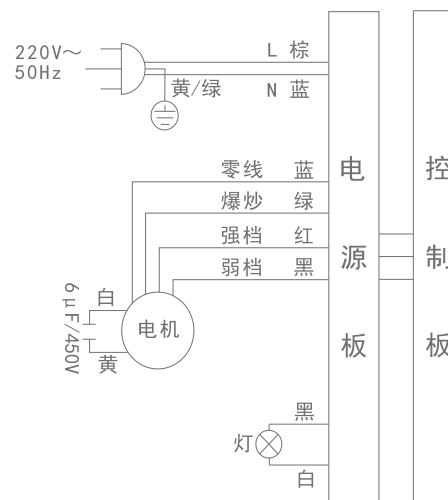 220V～
50Hz
L 棕
黄/绿
N 蓝
零线 蓝
爆炒 绿
强档 红
弱档 黑
6μF/450V
白
电机
黄
黑
灯
白
电源板
控制板